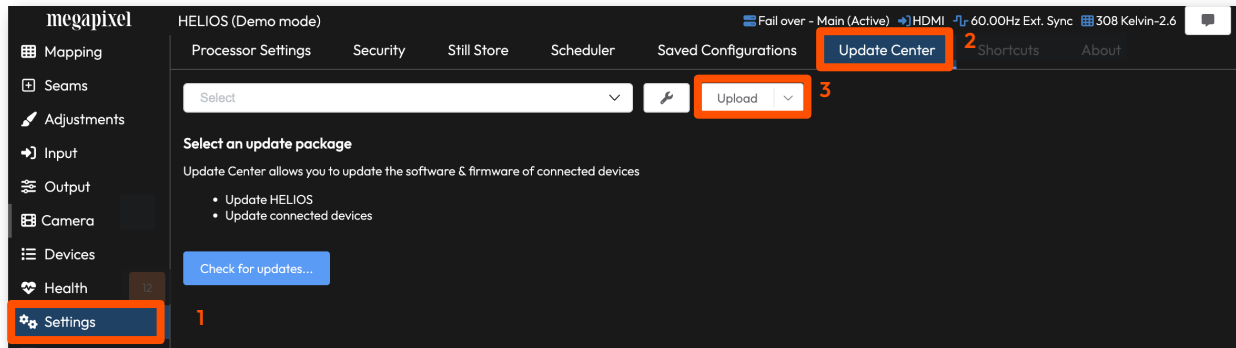 megapixel
HELIOS (Demo mode)
Fail over - Main (Active) HDMI 60.00Hz Ext. Sync 308 Kelvin-2.6
Mapping
Seams
Adjustments
Input
Output
Camera
Devices
Health 12
Settings
1
Processor Settings Security Still Store Scheduler Saved Configurations Update Center 2 Shortcuts About
Select
Upload 3
Select an update package
Update Center allows you to update the software & firmware of connected devices
• Update HELIOS
• Update connected devices
Check for updates...